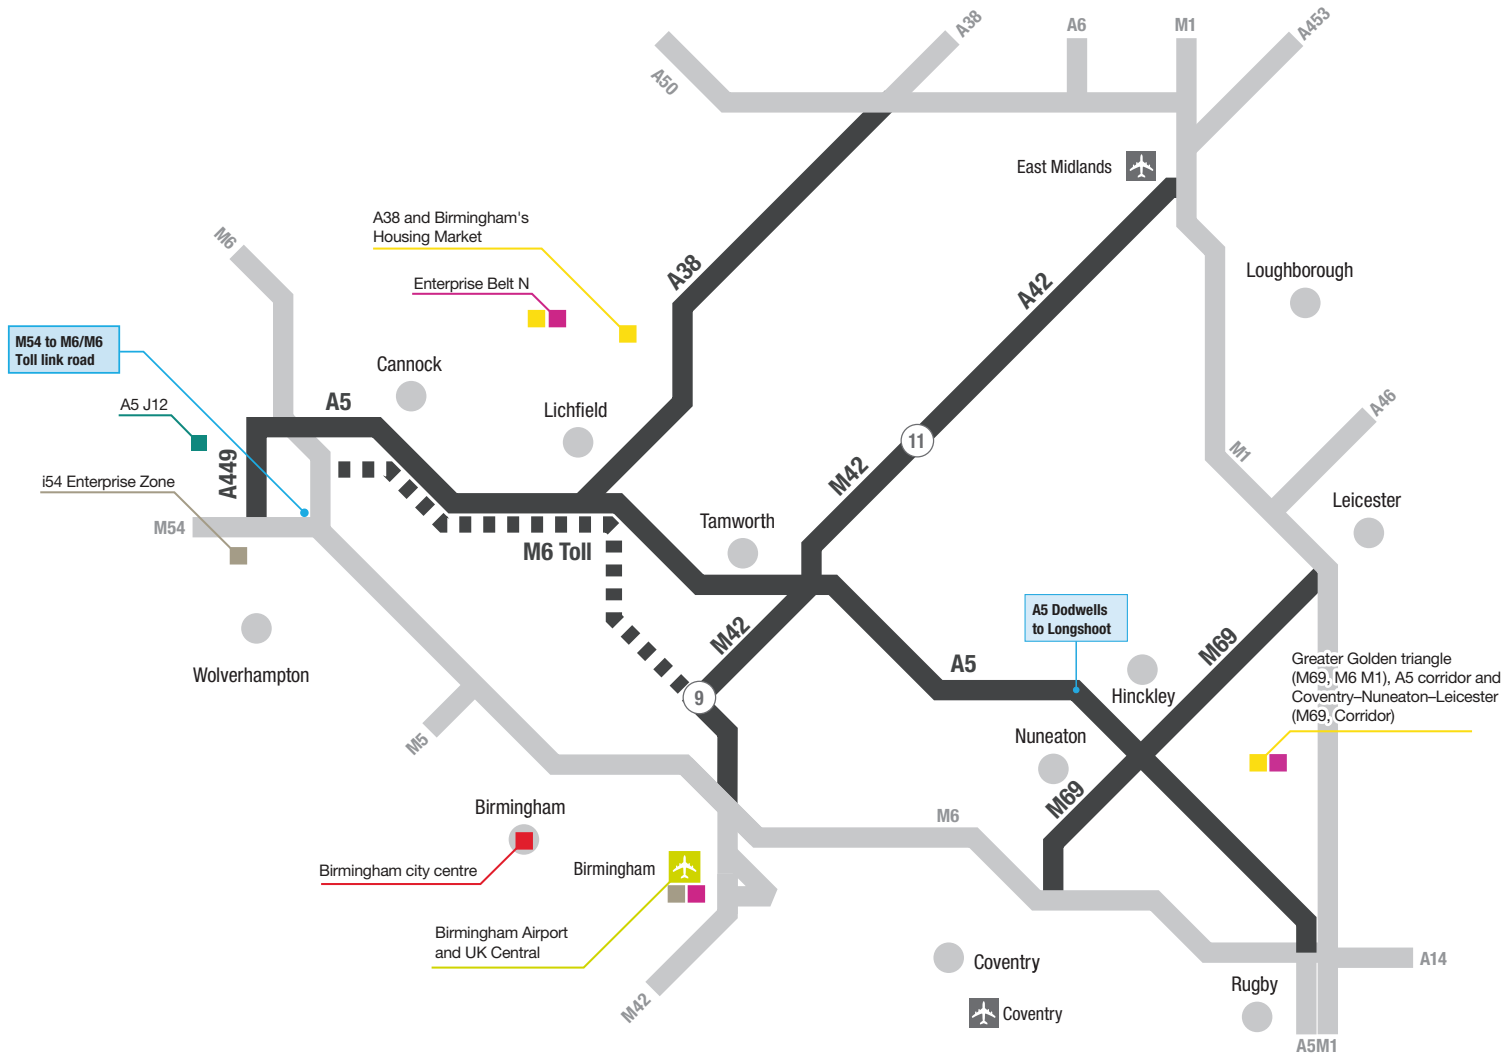 A38
A6
M1
A453
A50
East Midlands
A38 and Birmingham's
Housing Market
M6
A38
Loughborough
Enterprise Belt N
A42
M54 to M6/M6
Toll link road
Cannock
A5
A5 J12
Lichfield
A46
11
M1
A449
M42
i54 Enterprise Zone
Leicester
M54
Tamworth
M6 Toll
A5 Dodwells
to Longshoot
M42
M69
Wolverhampton
A5
Greater Golden triangle
(M69, M6 M1), A5 corridor and
Coventry–Nuneaton–Leicester
(M69, Corridor)
Hinckley
9
M5
Nuneaton
M69
Birmingham
M6
Birmingham city centre
Birmingham
Birmingham Airport
and UK Central
Coventry
A14
Rugby
M42
Coventry
A5M1